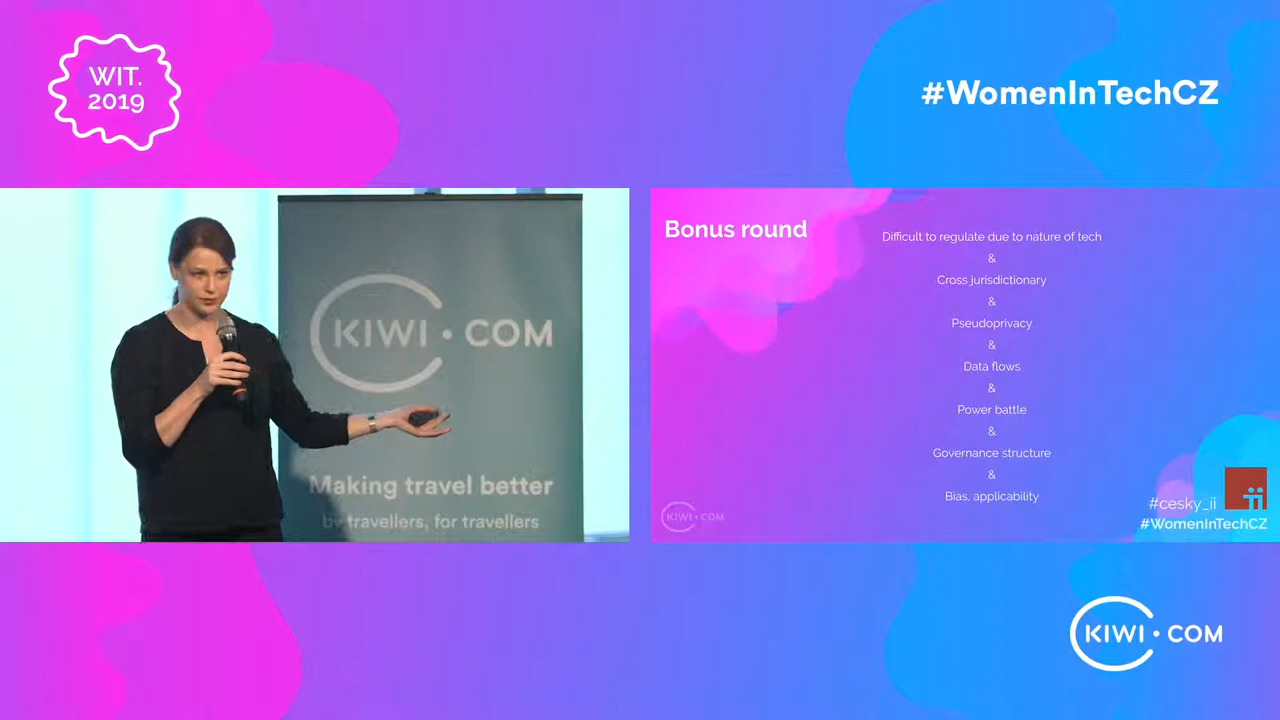 WIT.
2019
#WomenInTechCZ
KIWI·COM
Making travel better
by travellers, for travellers
Bonus round
Difficult to regulate due to nature of tech
&
Cross jurisdictionary
&
Pseudoprivacy
&
Data flows
&
Power battle
&
Governance structure
&
Bias, applicability
KIWI·COM
#cesky_ii
#WomenInTechCZ
KIWI·COM